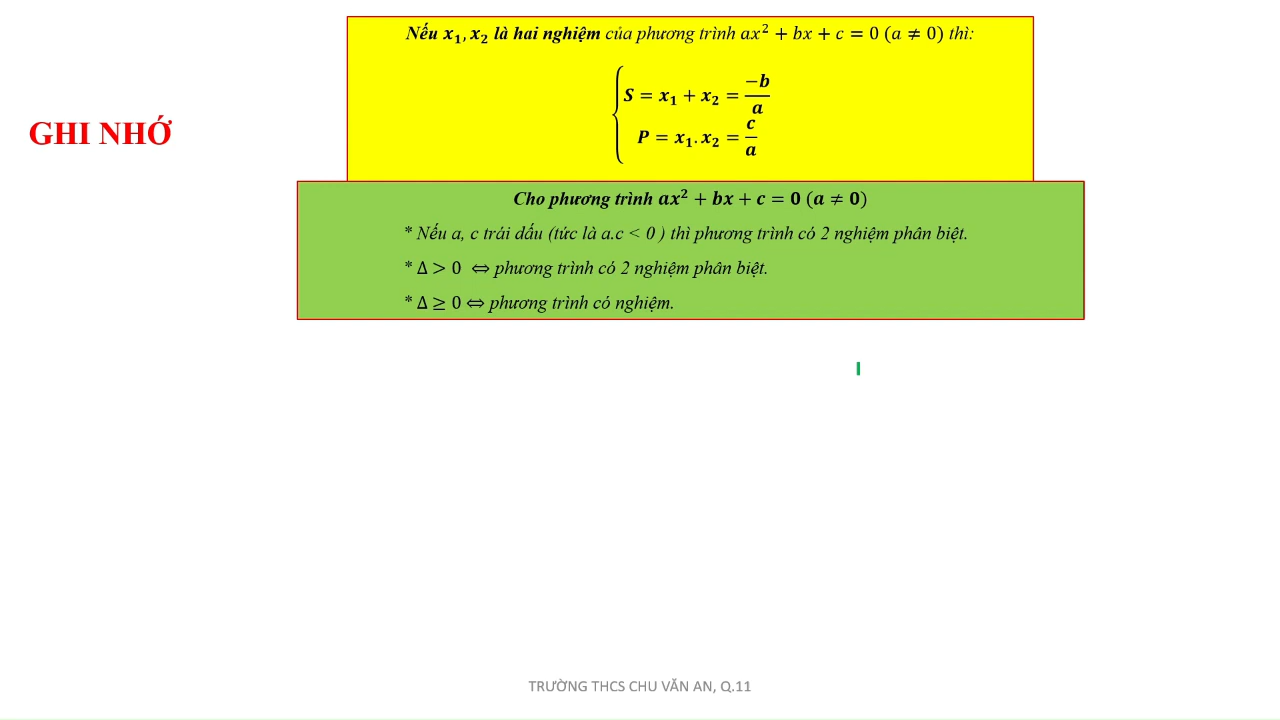 Nếu x₁, x₂ là hai nghiệm của phương trình ax² + bx + c = 0 (a ≠ 0) thì:
S = x₁ + x₂ = −b/a
P = x₁. x₂ = c/a
GHI NHỚ
Cho phương trình ax² + bx + c = 0 (a ≠ 0)
* Nếu a, c trái dấu (tức là a.c < 0 ) thì phương trình có 2 nghiệm phân biệt.
* Δ > 0 ⇔ phương trình có 2 nghiệm phân biệt.
* Δ ≥ 0 ⇔ phương trình có nghiệm.
TRƯỜNG THCS CHU VĂN AN, Q.11